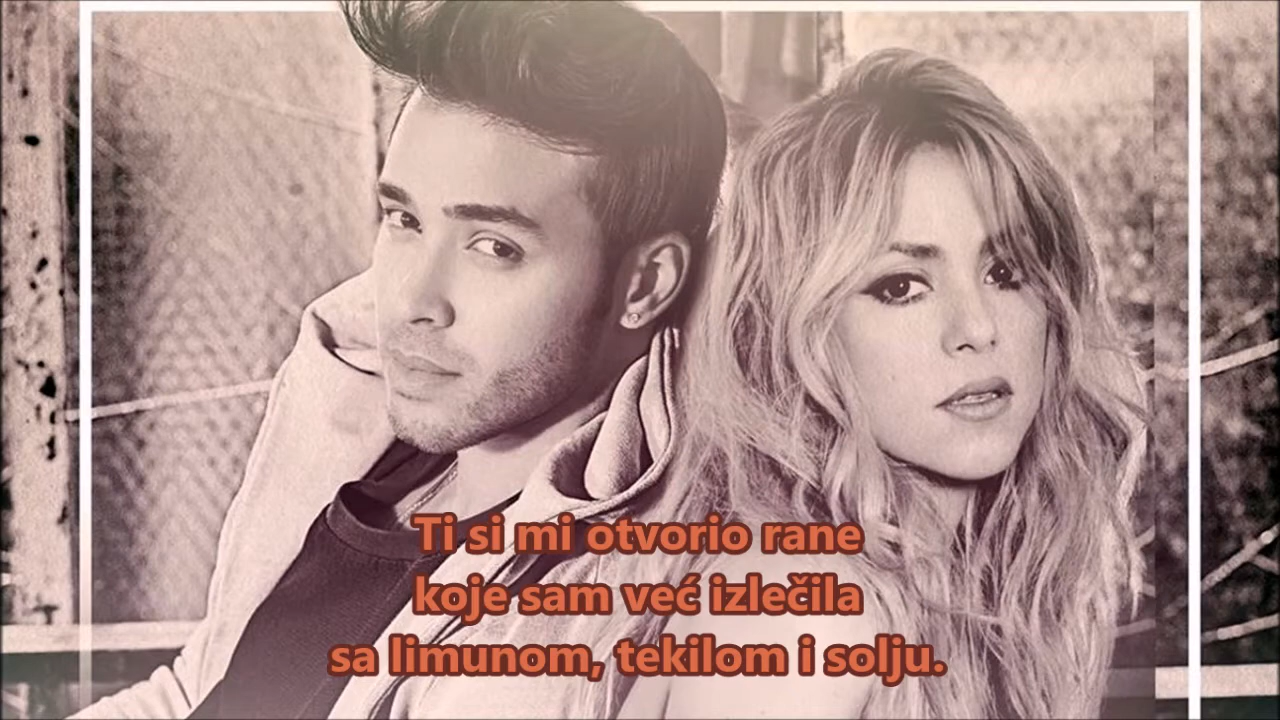 Ti si mi otvorio rane
koje sam već izlečila
sa limunom, tekilom i solju.